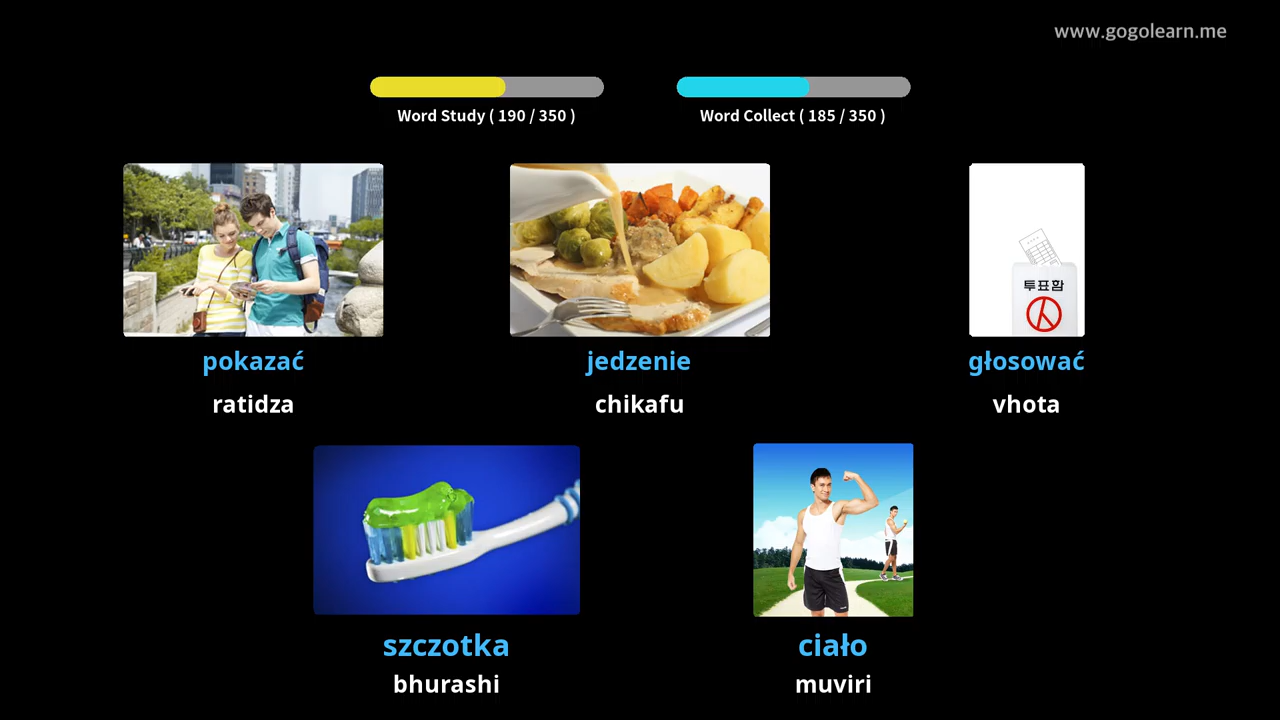 www.gogolearn.me
Word Study ( 190 / 350 )
Word Collect ( 185 / 350 )
투표함
pokazać
jedzenie
głosować
ratidza
chikafu
vhota
szczotka
ciało
bhurashi
muviri